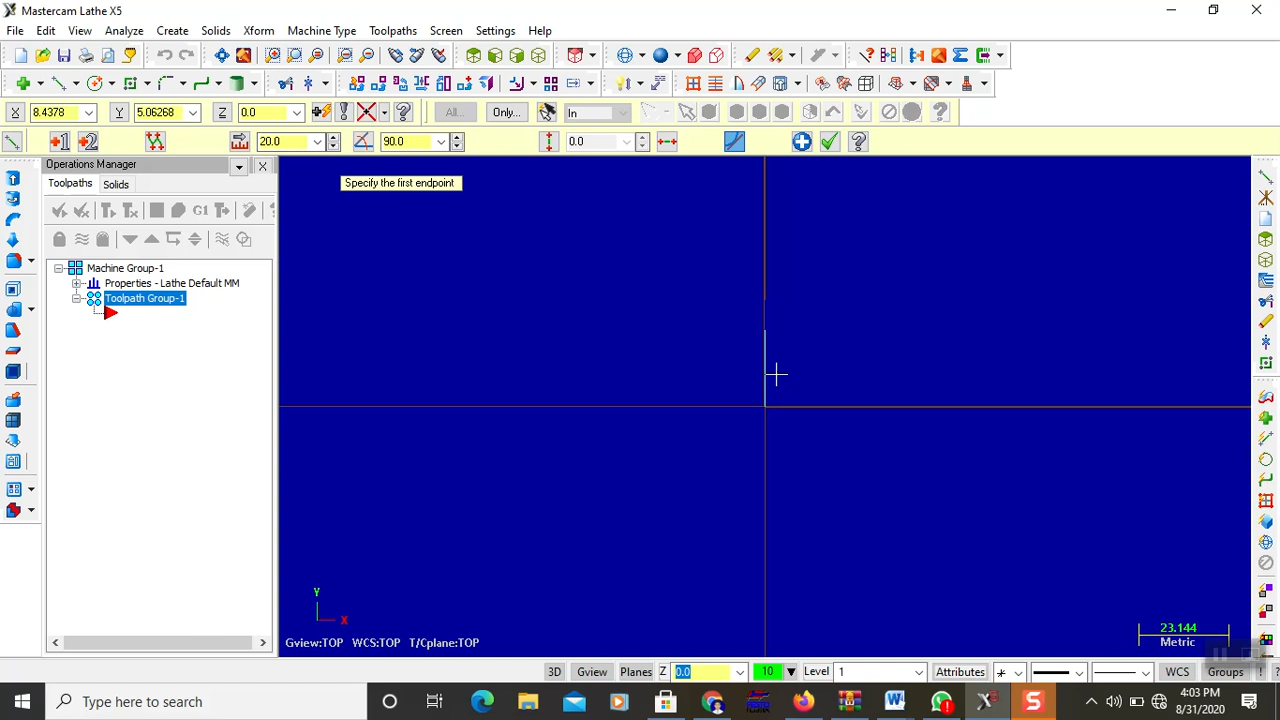 Mastercam Lathe X5
File Edit View Analyze Create Solids Xform Machine Type Toolpaths Screen Settings Help
X 8.4378 Y 5.06268 Z 0.0 All... Only... In
+1 +2 20.0 90.0 0.0
Operations Manager
Toolpaths Solids
G1
Specify the first endpoint
Machine Group-1
Properties - Lathe Default MM
Toolpath Group-1
Y
X
Gview:TOP WCS:TOP T/Cplane:TOP
23.144
Metric
3D Gview Planes Z 0.0 10 Level 1 Attributes WCS Groups
Type here to search
4:03 PM
8/31/2020